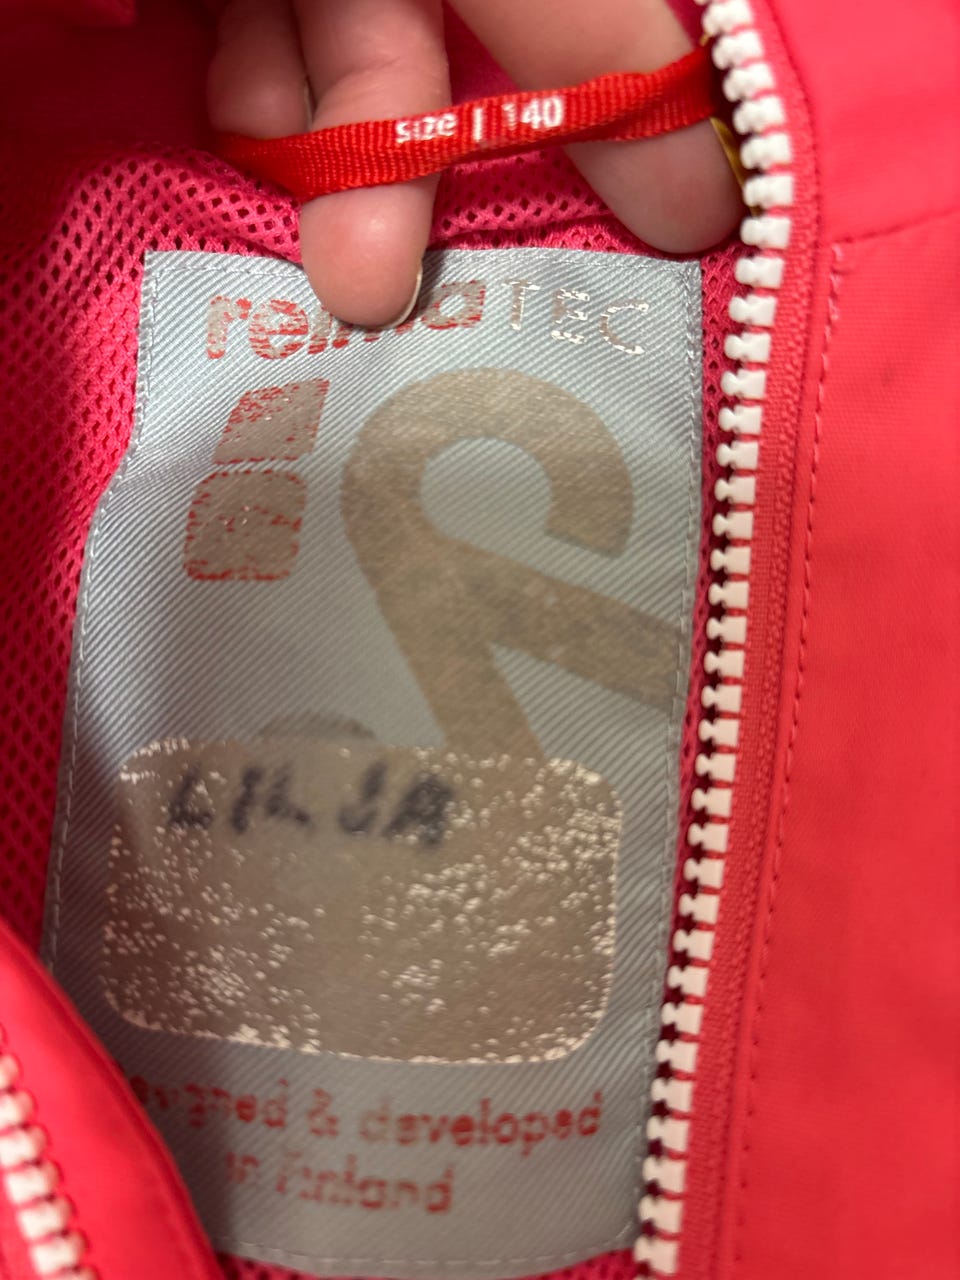 size | 140
reimaTEC
designed & developed
in Finland